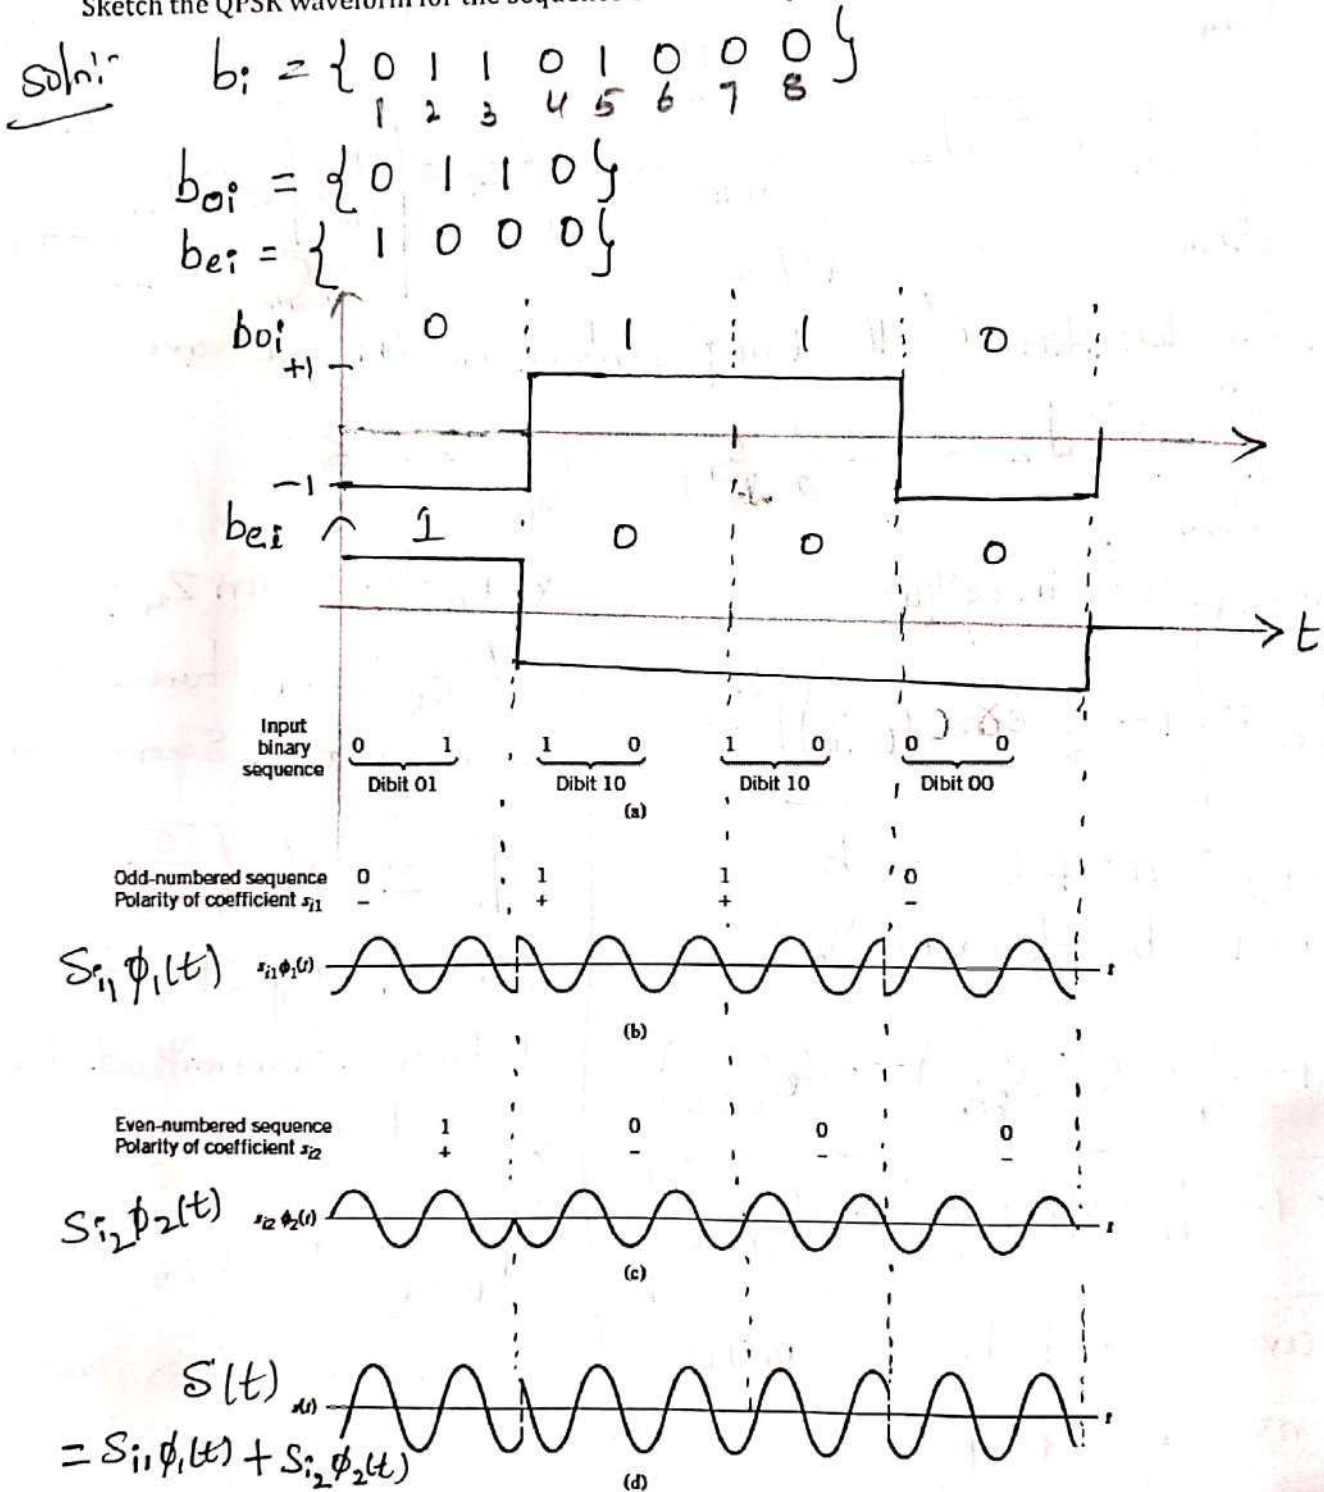 Sketch the QPSK waveform for the sequence
Soln:-
bi = { 0 1 1 0 1 0 0 0 }
1 2 3 4 5 6 7 8
boi = { 0 1 1 0 }
bei = { 1 0 0 0 }
boi 0 1 1 0
+1
-1
bei 1 0 0 0
t
Input binary sequence 0 1 1 0 1 0 0 0
Dibit 01 Dibit 10 Dibit 10 Dibit 00
(a)
Odd-numbered sequence 0 1 1 0
Polarity of coefficient si1 − + + −
Si1 ϕ1(t) si1ϕ1(t) t
(b)
Even-numbered sequence 1 0 0 0
Polarity of coefficient si2 + − − −
Si2 ϕ2(t) si2ϕ2(t) t
(c)
S(t) s(t) t
= Si1 ϕ1(t) + Si2 ϕ2(t)
(d)